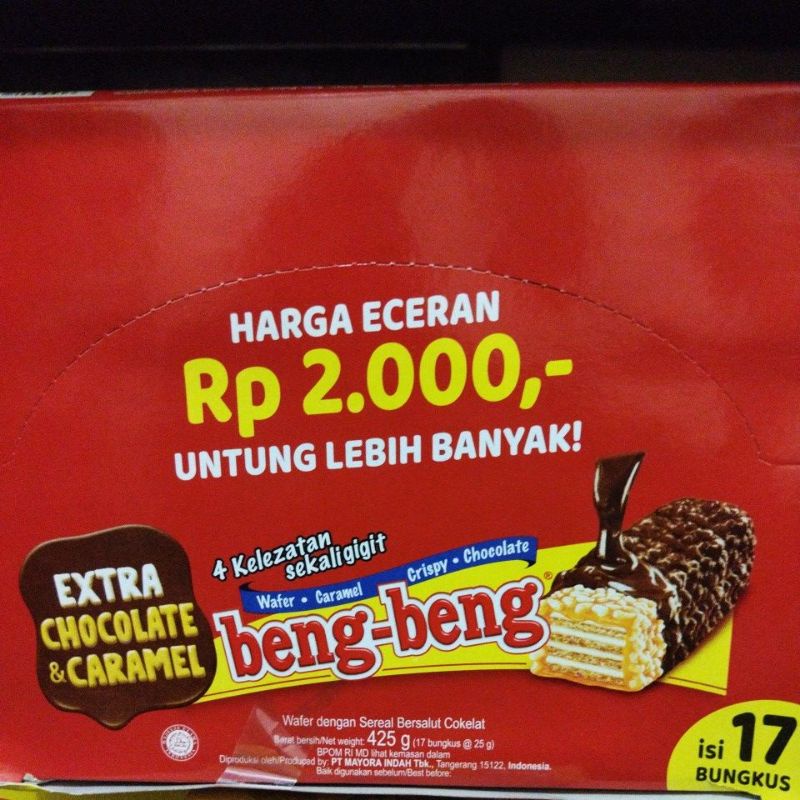 HARGA ECERAN
Rp 2.000,-
UNTUNG LEBIH BANYAK!
4 Kelezatan
sekali gigit
Wafer • Caramel Crispy • Chocolate
beng-beng®
EXTRA
CHOCOLATE
& CARAMEL
Wafer dengan Sereal Bersalut Cokelat
Berat bersih/Net weight: 425 g (17 bungkus @ 25 g)
BPOM RI MD lihat kemasan dalam
Diproduksi oleh/Produced by: PT MAYORA INDAH Tbk., Tangerang 15122, Indonesia.
Baik digunakan sebelum/Best before:
isi 17
BUNGKUS